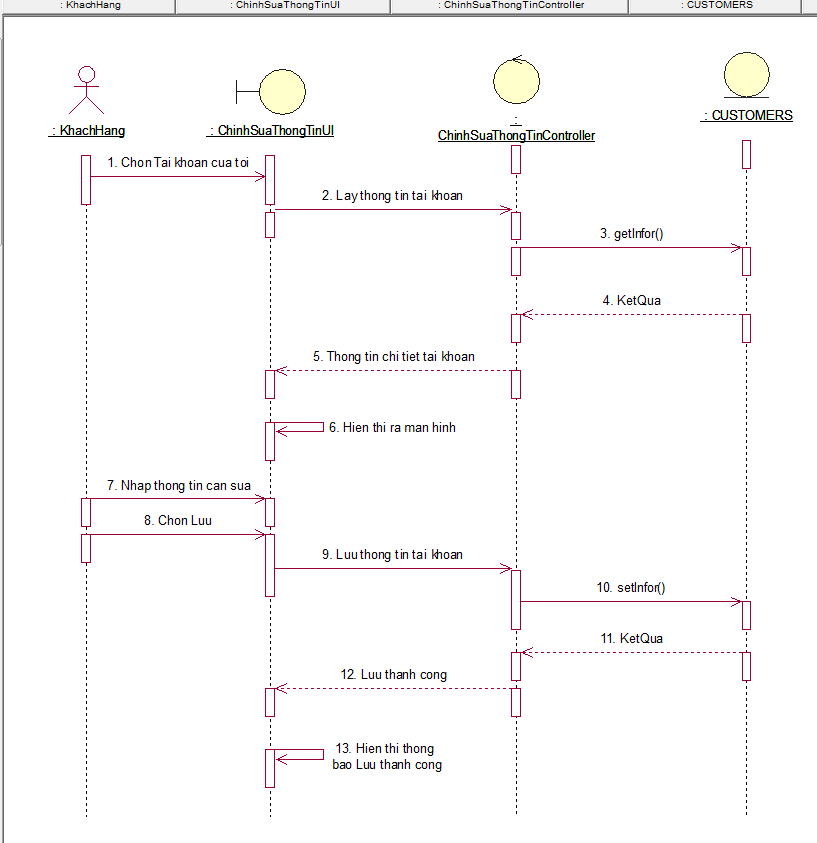 : KhachHang
: ChinhSuaThongTinUI
: ChinhSuaThongTinController
: CUSTOMERS
: KhachHang
: ChinhSuaThongTinUI
:
ChinhSuaThongTinController
: CUSTOMERS
1. Chon Tai khoan cua toi
2. Lay thong tin tai khoan
3. getInfor()
4. KetQua
5. Thong tin chi tiet tai khoan
6. Hien thi ra man hinh
7. Nhap thong tin can sua
8. Chon Luu
9. Luu thong tin tai khoan
10. setInfor()
11. KetQua
12. Luu thanh cong
13. Hien thi thong
bao Luu thanh cong